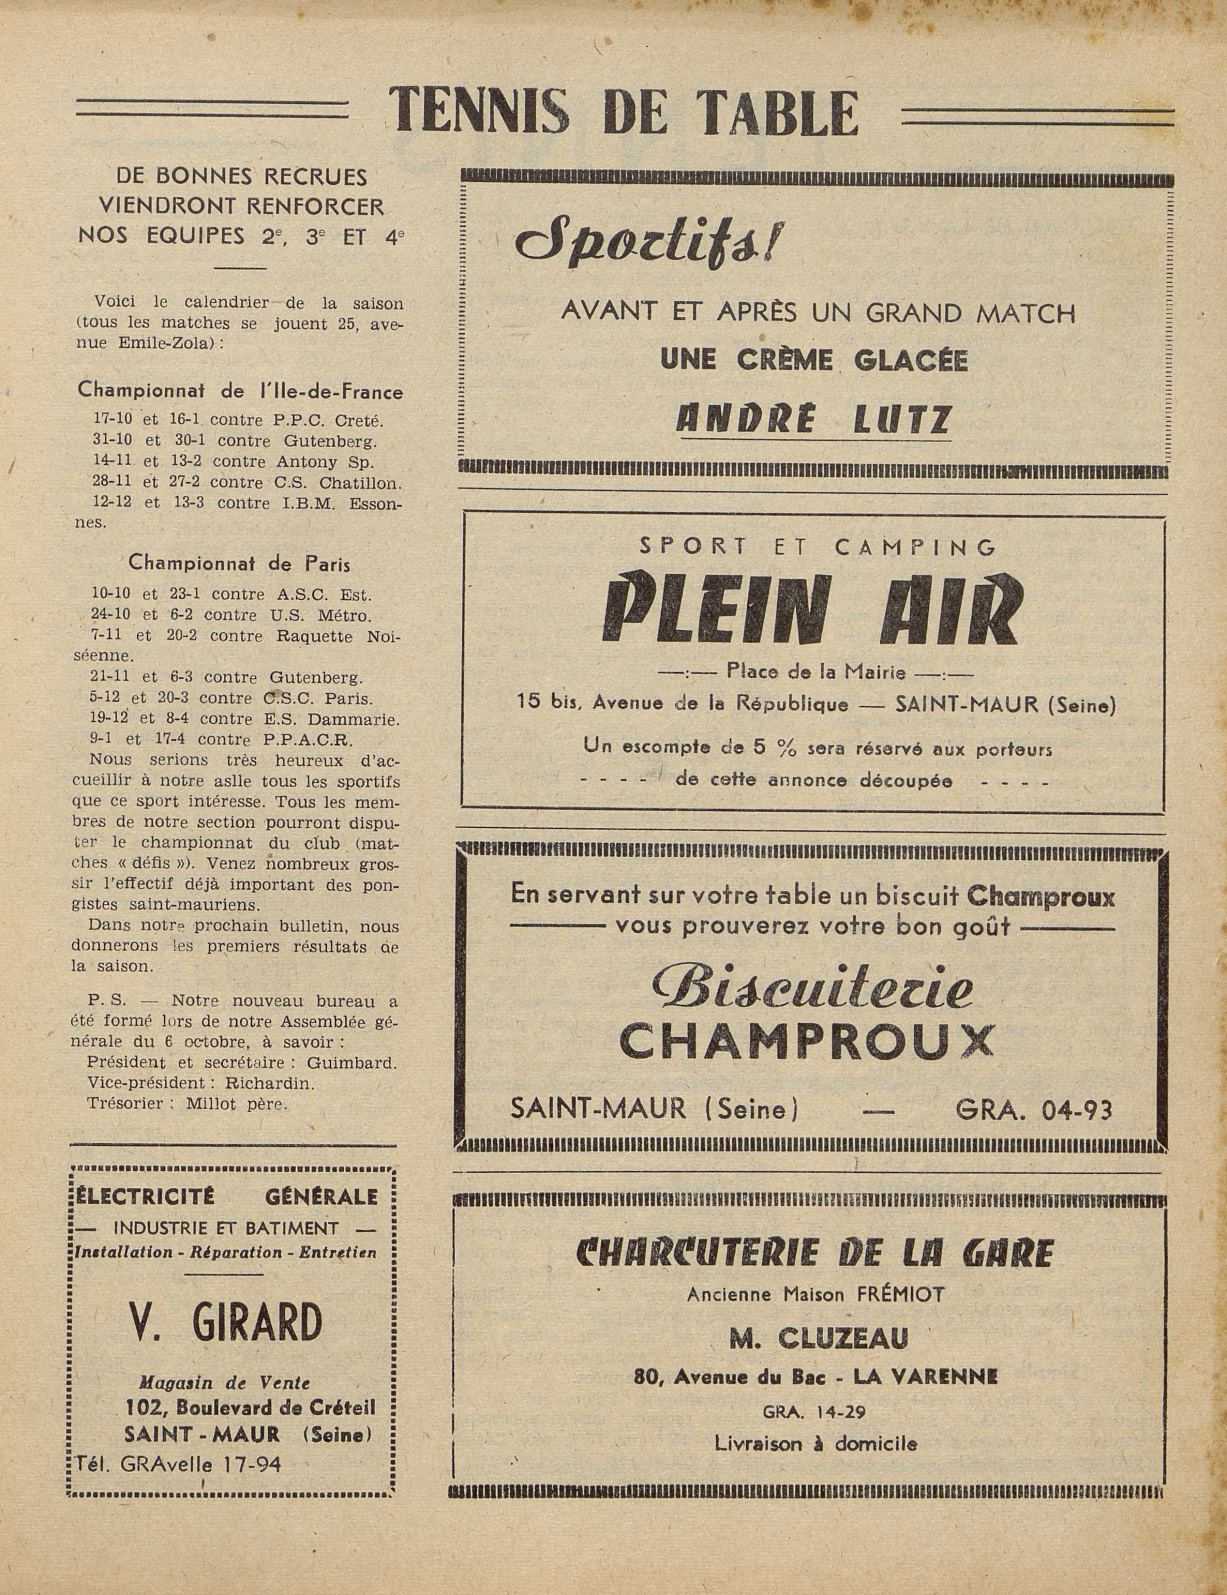 TENNIS DE TABLE
DE BONNES RECRUES
VIENDRONT RENFORCER
NOS EQUIPES 2e, 3e ET 4e
Voici le calendrier de la saison
(tous les matches se jouent 25, ave-
nue Emile-Zola) :
Championnat de l'Ile-de-France
17-10 et 16-1 contre P.P.C. Creté.
31-10 et 30-1 contre Gutenberg.
14-11 et 13-2 contre Antony Sp.
28-11 et 27-2 contre C.S. Chatillon.
12-12 et 13-3 contre I.B.M. Esson-
nes.
Championnat de Paris
10-10 et 23-1 contre A.S.C. Est.
24-10 et 6-2 contre U.S. Métro.
7-11 et 20-2 contre Raquette Noi-
séenne.
21-11 et 6-3 contre Gutenberg.
5-12 et 20-3 contre C.S.C. Paris.
19-12 et 8-4 contre E.S. Dammarie.
9-1 et 17-4 contre P.P.A.C.R.
Nous serions très heureux d'ac-
cueillir à notre aslle tous les sportifs
que ce sport intéresse. Tous les mem-
bres de notre section pourront dispu-
ter le championnat du club (mat-
ches « défis »). Venez nombreux gros-
sir l'effectif déjà important des pon-
gistes saint-mauriens.
Dans notre prochain bulletin, nous
donnerons les premiers résultats de
la saison.
P. S. — Notre nouveau bureau a
été formé lors de notre Assemblée gé-
nérale du 6 octobre, à savoir :
Président et secrétaire : Guimbard.
Vice-président : Richardin.
Trésorier : Millot père.
ÉLECTRICITÉ GÉNÉRALE
— INDUSTRIE ET BATIMENT —
Installation - Réparation - Entretien
V. GIRARD
Magasin de Vente
102, Boulevard de Créteil
SAINT-MAUR (Seine)
Tél. GRAvelle 17-94
Sportifs!
AVANT ET APRÈS UN GRAND MATCH
UNE CRÈME GLACÉE
ANDRÉ LUTZ
SPORT ET CAMPING
PLEIN AIR
—:— Place de la Mairie —:—
15 bis, Avenue de la République — SAINT-MAUR (Seine)
Un escompte de 5 % sera réservé aux porteurs
- - - - de cette annonce découpée - - - -
En servant sur votre table un biscuit Champroux
vous prouverez votre bon goût
Biscuiterie
CHAMPROUX
SAINT-MAUR (Seine) — GRA. 04-93
CHARCUTERIE DE LA GARE
Ancienne Maison FRÉMIOT
M. CLUZEAU
80, Avenue du Bac - LA VARENNE
GRA. 14-29
Livraison à domicile